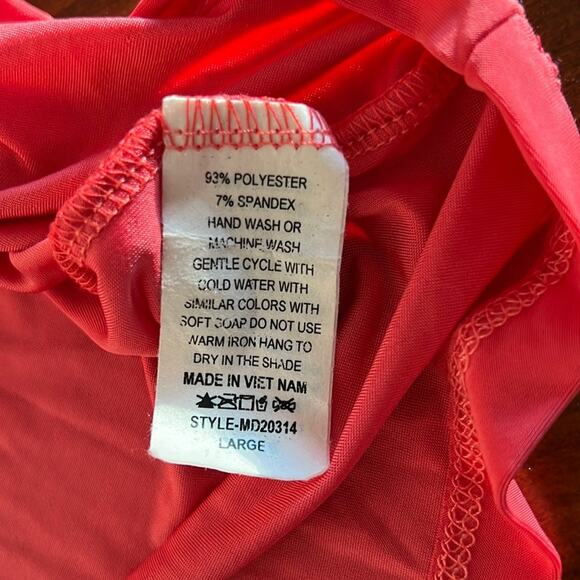 93% POLYESTER
7% SPANDEX
HAND WASH OR
MACHINE WASH
GENTLE CYCLE WITH
COLD WATER WITH
SIMILAR COLORS WITH
SOFT SOAP DO NOT USE
WARM IRON HANG TO
DRY IN THE SHADE
MADE IN VIET NAM
STYLE-MD20314
LARGE